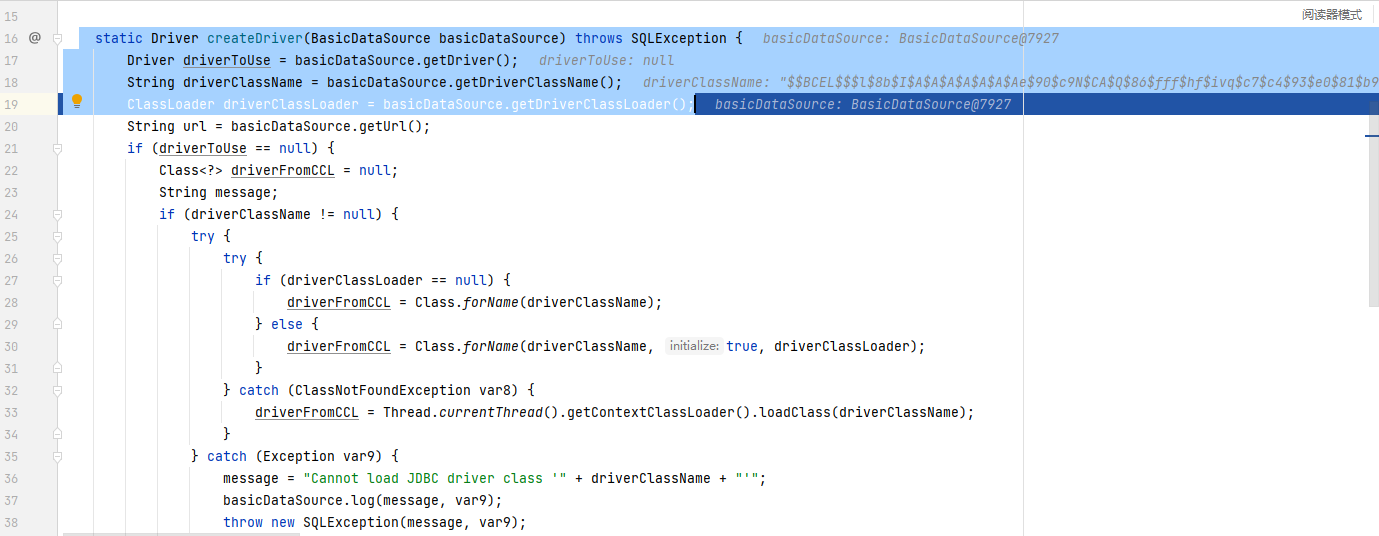 阅读器模式
15
16 @ static Driver createDriver(BasicDataSource basicDataSource) throws SQLException { basicDataSource: BasicDataSource@7927
17 Driver driverToUse = basicDataSource.getDriver(); driverToUse: null
18 String driverClassName = basicDataSource.getDriverClassName(); driverClassName: "$$BCEL$$$l$8b$I$A$A$A$A$A$A$Ae$90$c9N$CA$Q$86$fff$hf$ivq$c7$c4$93$e0$81$b9
19 ClassLoader driverClassLoader = basicDataSource.getDriverClassLoader(); basicDataSource: BasicDataSource@7927
20 String url = basicDataSource.getUrl();
21 if (driverToUse == null) {
22 Class<?> driverFromCCL = null;
23 String message;
24 if (driverClassName != null) {
25 try {
26 try {
27 if (driverClassLoader == null) {
28 driverFromCCL = Class.forName(driverClassName);
29 } else {
30 driverFromCCL = Class.forName(driverClassName, initialize: true, driverClassLoader);
31 }
32 } catch (ClassNotFoundException var8) {
33 driverFromCCL = Thread.currentThread().getContextClassLoader().loadClass(driverClassName);
34 }
35 } catch (Exception var9) {
36 message = "Cannot load JDBC driver class '" + driverClassName + "'";
37 basicDataSource.log(message, var9);
38 throw new SQLException(message, var9);